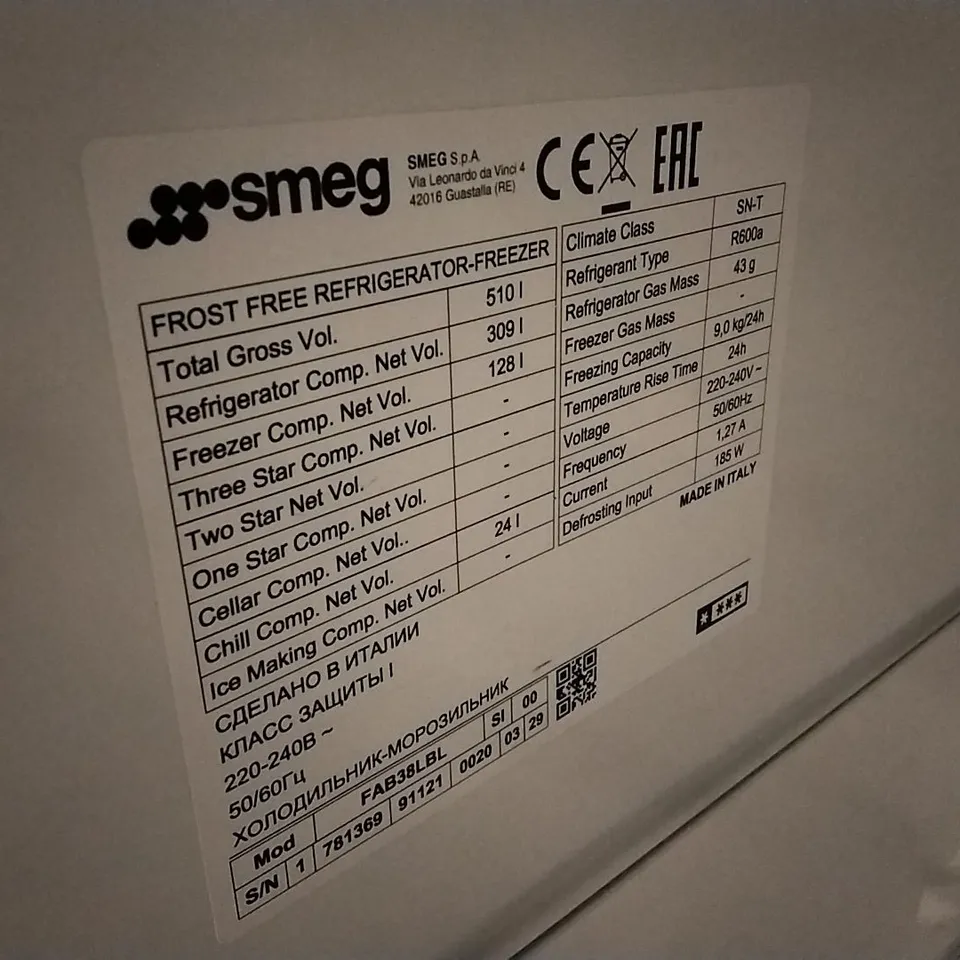 smeg
SMEG S.p.A.
Via Leonardo da Vinci 4
42016 Guastalla (RE)
CE EAC
FROST FREE REFRIGERATOR-FREEZER
Total Gross Vol. 510 l
Refrigerator Comp. Net Vol. 309 l
Freezer Comp. Net Vol. 128 l
Three Star Comp. Net Vol. -
Two Star Net Vol. -
One Star Comp. Net Vol. -
Cellar Comp. Net Vol.. -
Chill Comp. Net Vol. 24 l
Ice Making Comp. Net Vol. -
Climate Class SN-T
Refrigerant Type R600a
Refrigerator Gas Mass 43 g
Freezer Gas Mass -
Freezing Capacity 9,0 kg/24h
Temperature Rise Time 24h
Voltage 220-240V ~
Frequency 50/60Hz
Current 1,27 A
Defrosting Input 185 W
MADE IN ITALY
* ***
СДЕЛАНО В ИТАЛИИ
КЛАСС ЗАЩИТЫ I
220-240В ~
50/60Гц
ХОЛОДИЛЬНИК-МОРОЗИЛЬНИК
Mod FAB38LBL SI 00
S/N 1 781369 91121 0020 03 29